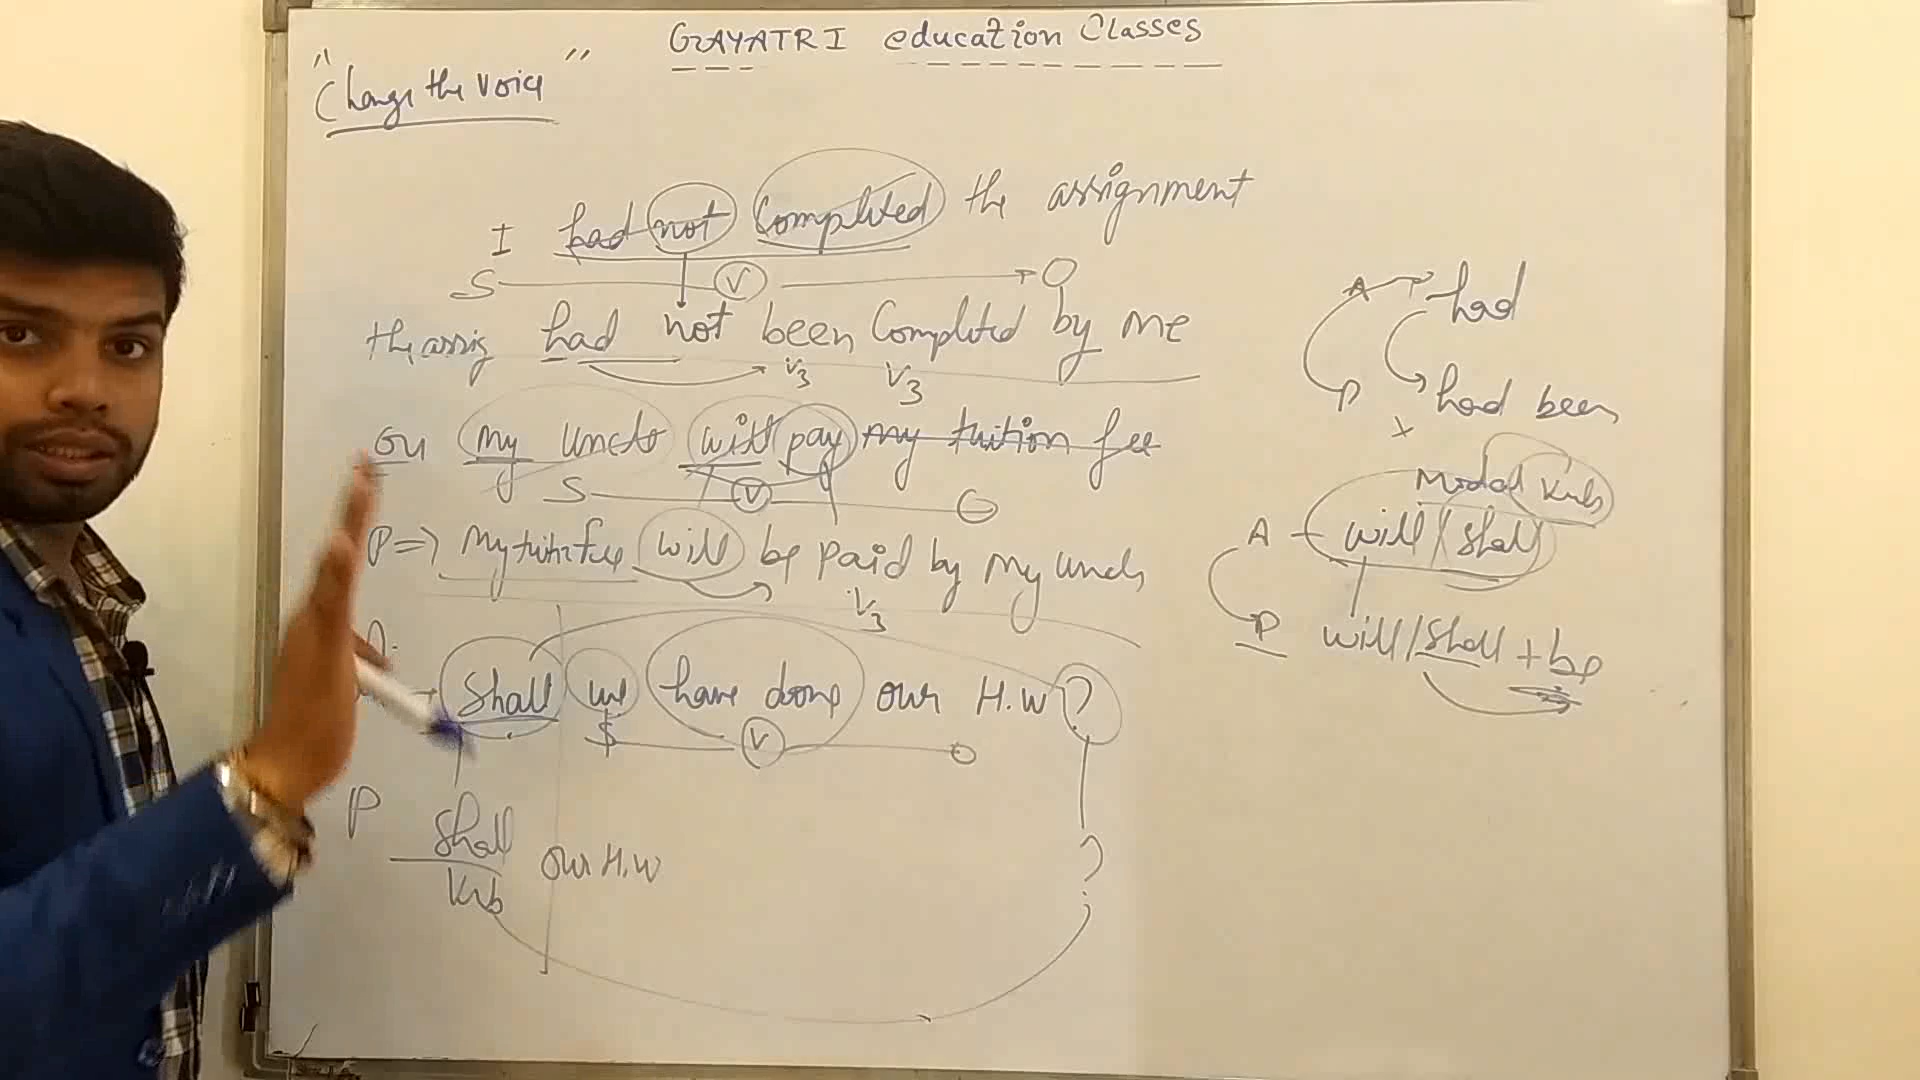 GAYATRI education Classes
"Change the Voice"
I had not Completed the assignment
S V O
the assig had not been Completed by me
V3 V3
my uncle will pay my tuition fee
S V O
P => My tuition fee will be paid by my uncle
V3
Shall we have done our H.W ?
S V O
P Shall our H.W ?
Verb
A P had
P had been
Modal Verbs
A will/Shall
P will/Shall + be